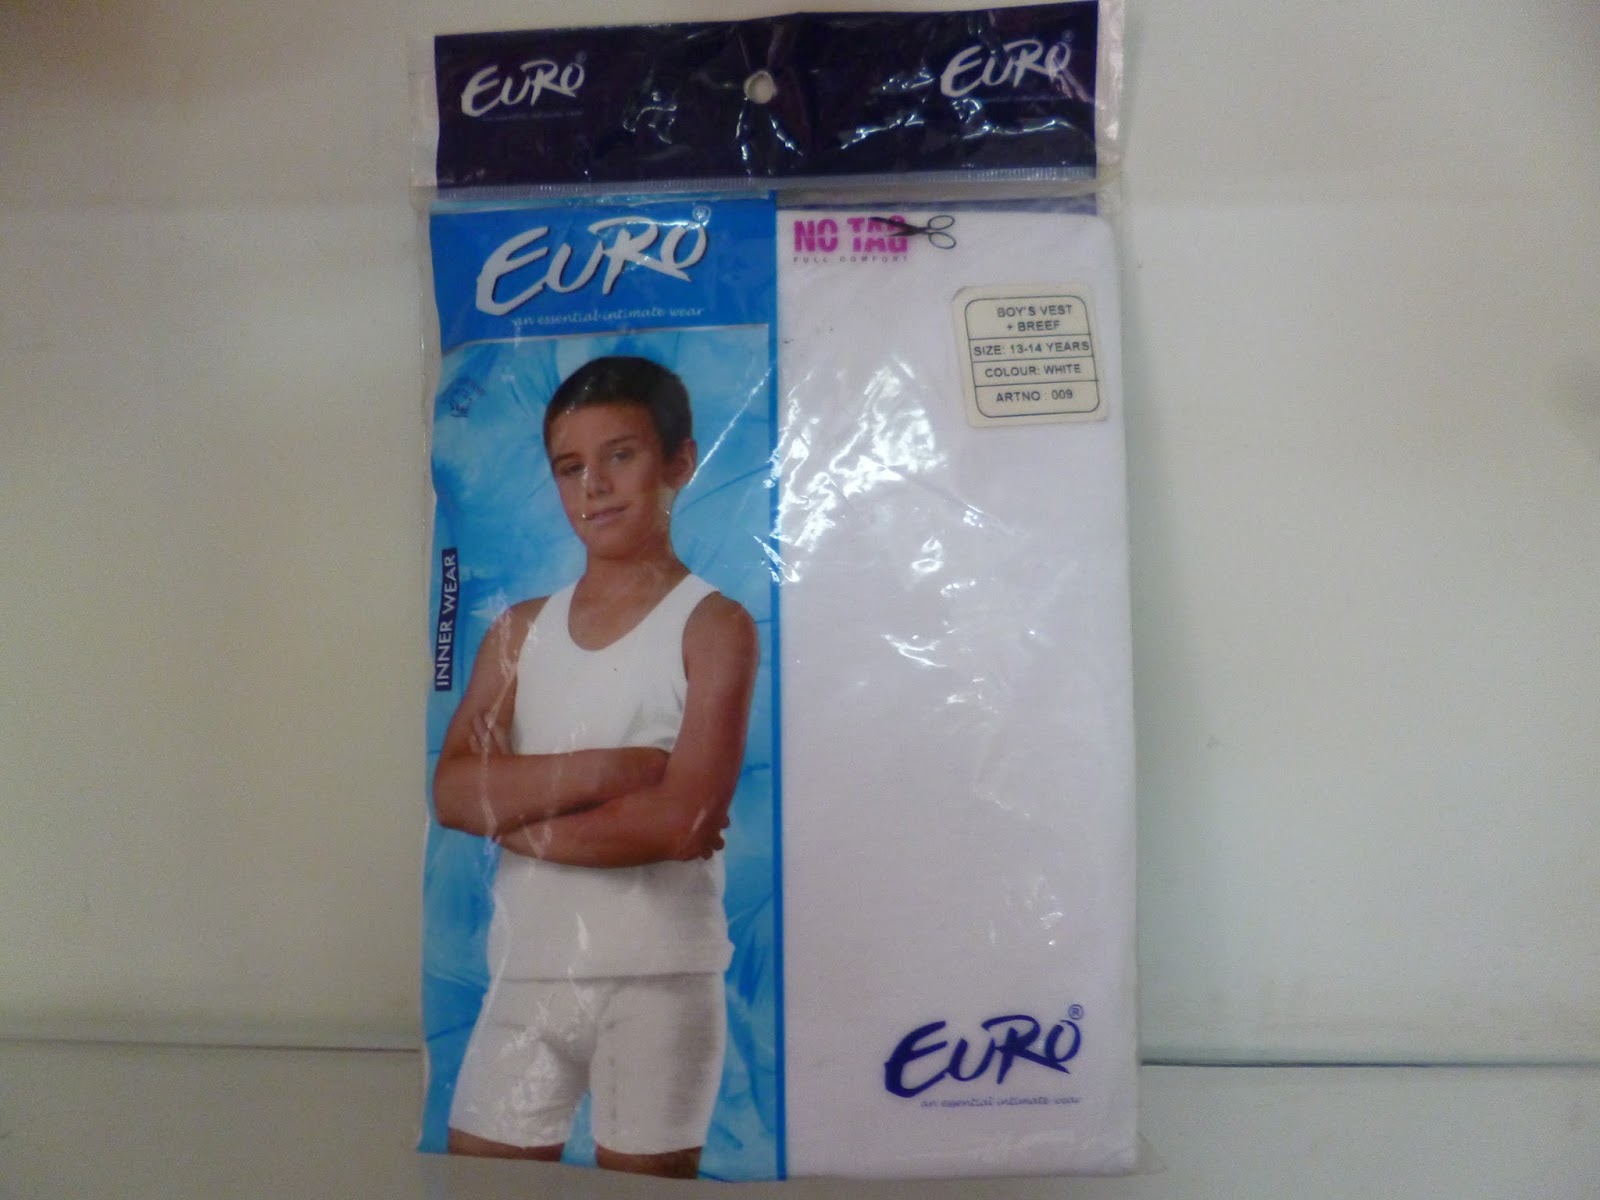 EURO®
EURO®
EURO®
an essential intimate wear
NO TAG
FULL COMFORT
BOY'S VEST
+ BREEF
SIZE: 13-14 YEARS
COLOUR: WHITE
ARTNO : 009
INNER WEAR
EURO®
an essential intimate wear